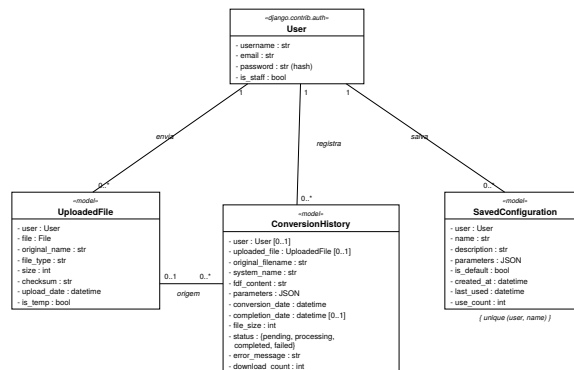 «django.contrib.auth»
User
- username : str
- email : str
- password : str (hash)
- is_staff : bool
1
1
1
envia
registra
salva
0..*
0..*
0..*
«model»
UploadedFile
- user : User
- file : File
- original_name : str
- file_type : str
- size : int
- checksum : str
- upload_date : datetime
- is_temp : bool
0..1
0..*
origem
«model»
ConversionHistory
- user : User [0..1]
- uploaded_file : UploadedFile [0..1]
- original_filename : str
- system_name : str
- fdf_content : str
- parameters : JSON
- conversion_date : datetime
- completion_date : datetime [0..1]
- file_size : int
- status : {pending, processing,
completed, failed}
- error_message : str
- download_count : int
«model»
SavedConfiguration
- user : User
- name : str
- description : str
- parameters : JSON
- is_default : bool
- created_at : datetime
- last_used : datetime
- use_count : int
{ unique (user, name) }